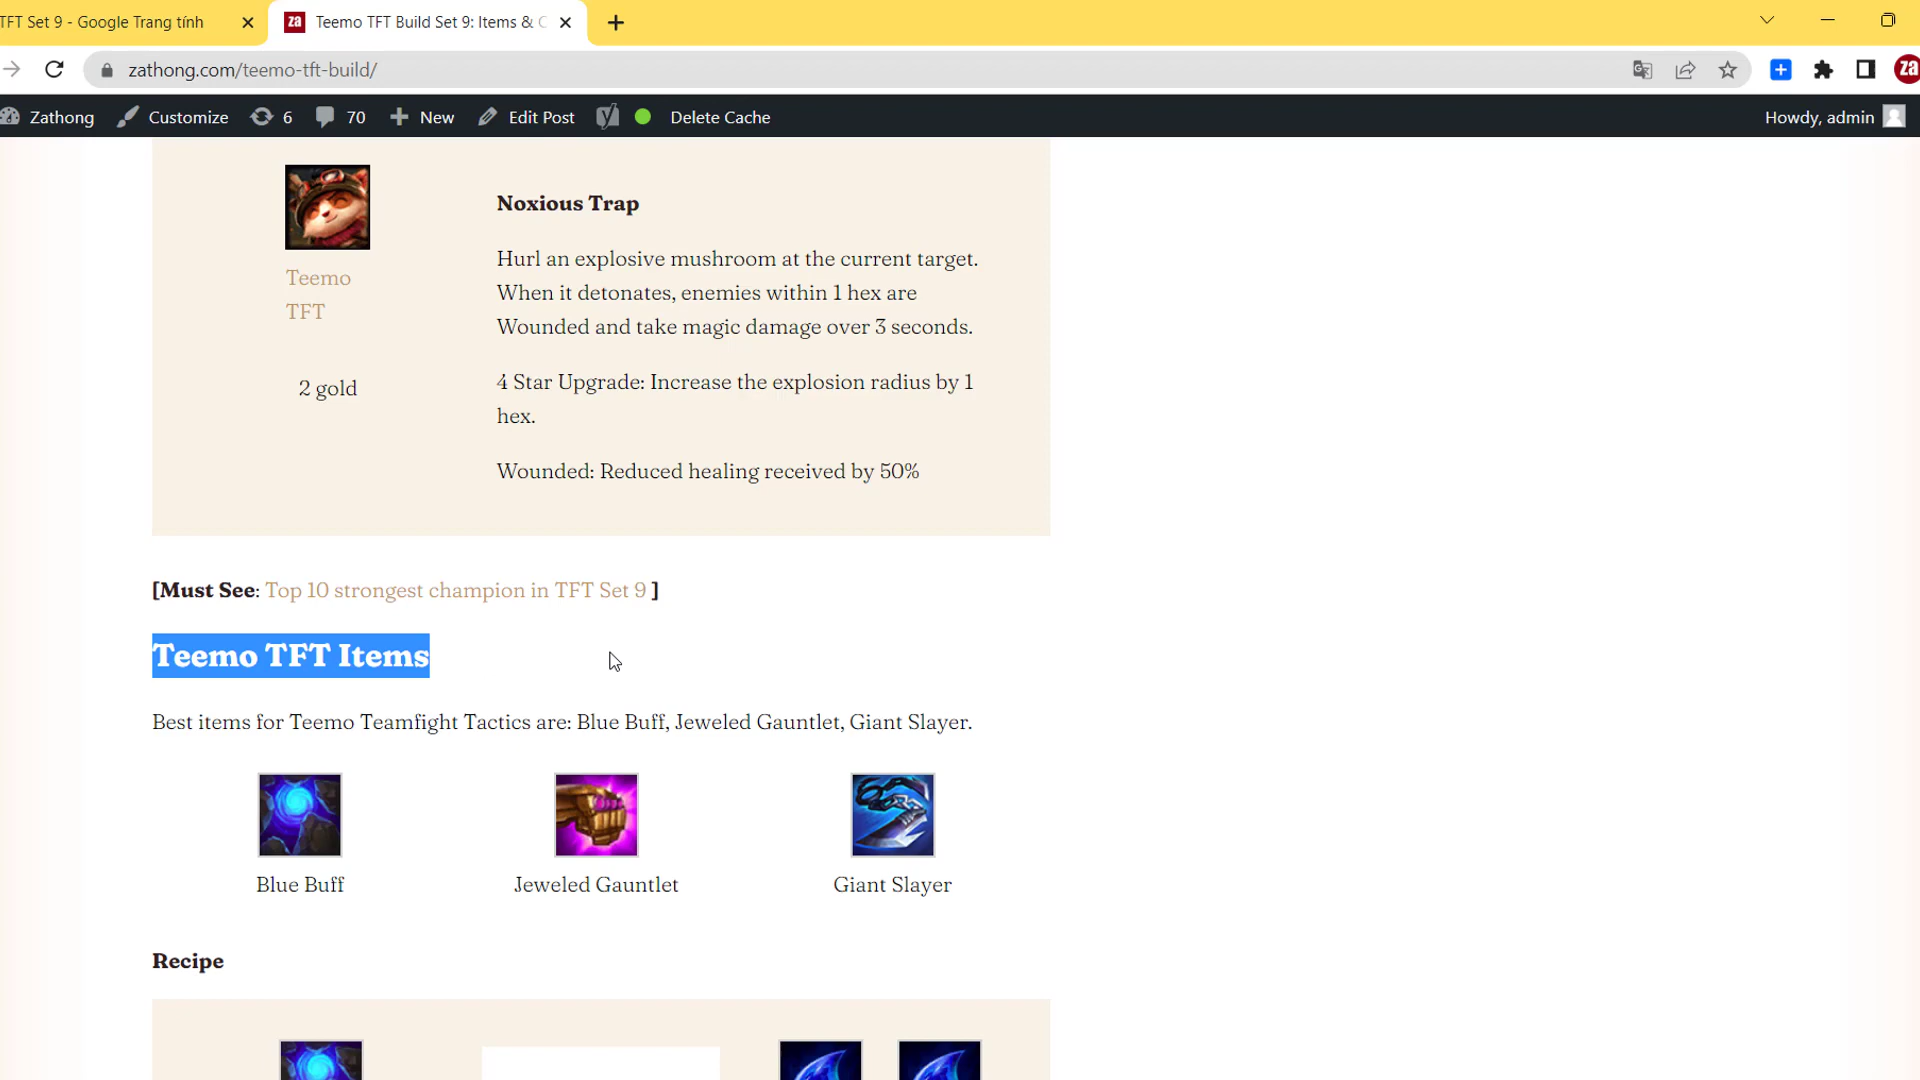 TFT Set 9 - Google Trang tính
za Teemo TFT Build Set 9: Items & C
zathong.com/teemo-tft-build/
za
Zathong Customize 6 70 New Edit Post Delete Cache Howdy, admin
Noxious Trap
Hurl an explosive mushroom at the current target.
When it detonates, enemies within 1 hex are
Wounded and take magic damage over 3 seconds.
4 Star Upgrade: Increase the explosion radius by 1
hex.
Wounded: Reduced healing received by 50%
Teemo
TFT
2 gold
[Must See: Top 10 strongest champion in TFT Set 9 ]
Teemo TFT Items
Best items for Teemo Teamfight Tactics are: Blue Buff, Jeweled Gauntlet, Giant Slayer.
Blue Buff Jeweled Gauntlet Giant Slayer
Recipe